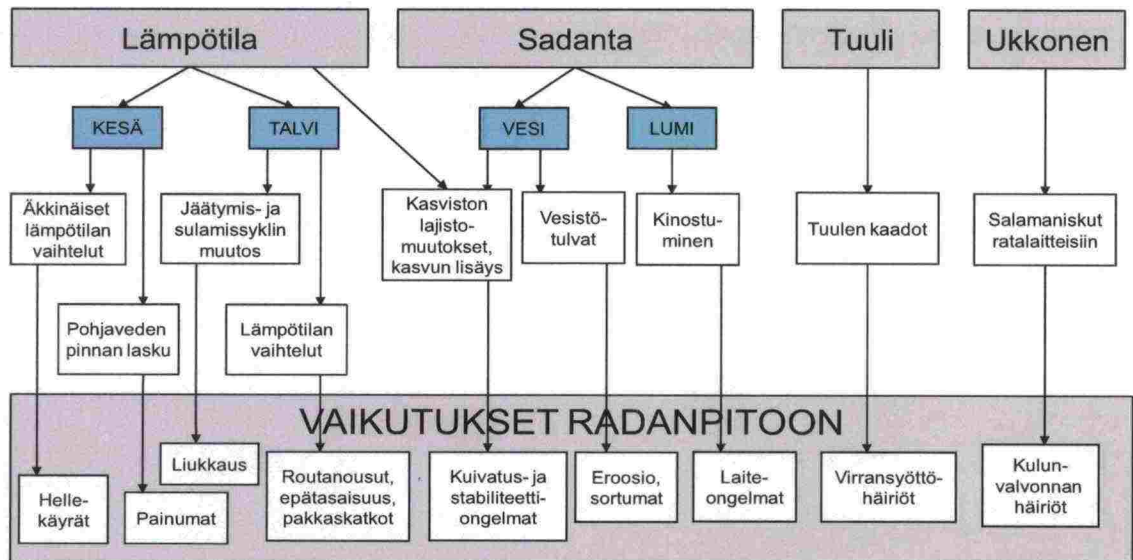 Lämpötila
Sadanta
Tuuli
Ukkonen
KESÄ
TALVI
VESI
LUMI
Äkkinäiset
lämpötilan
vaihtelut
Jäätymis- ja
sulamissyklin
muutos
Kasviston
lajisto-
muutokset,
kasvun lisäys
Vesistö-
tulvat
Kinostu-
minen
Tuulen kaadot
Salamaniskut
ratalaitteisiin
Pohjaveden
pinnan lasku
Lämpötilan
vaihtelut
VAIKUTUKSET RADANPITOON
Helle-
käyrät
Painumat
Liukkaus
Routanousut,
epätasaisuus,
pakkaskatkot
Kuivatus- ja
stabiliteetti-
ongelmat
Eroosio,
sortumat
Laite-
ongelmat
Virransyöttö-
häiriöt
Kulun-
valvonnan
häiriöt